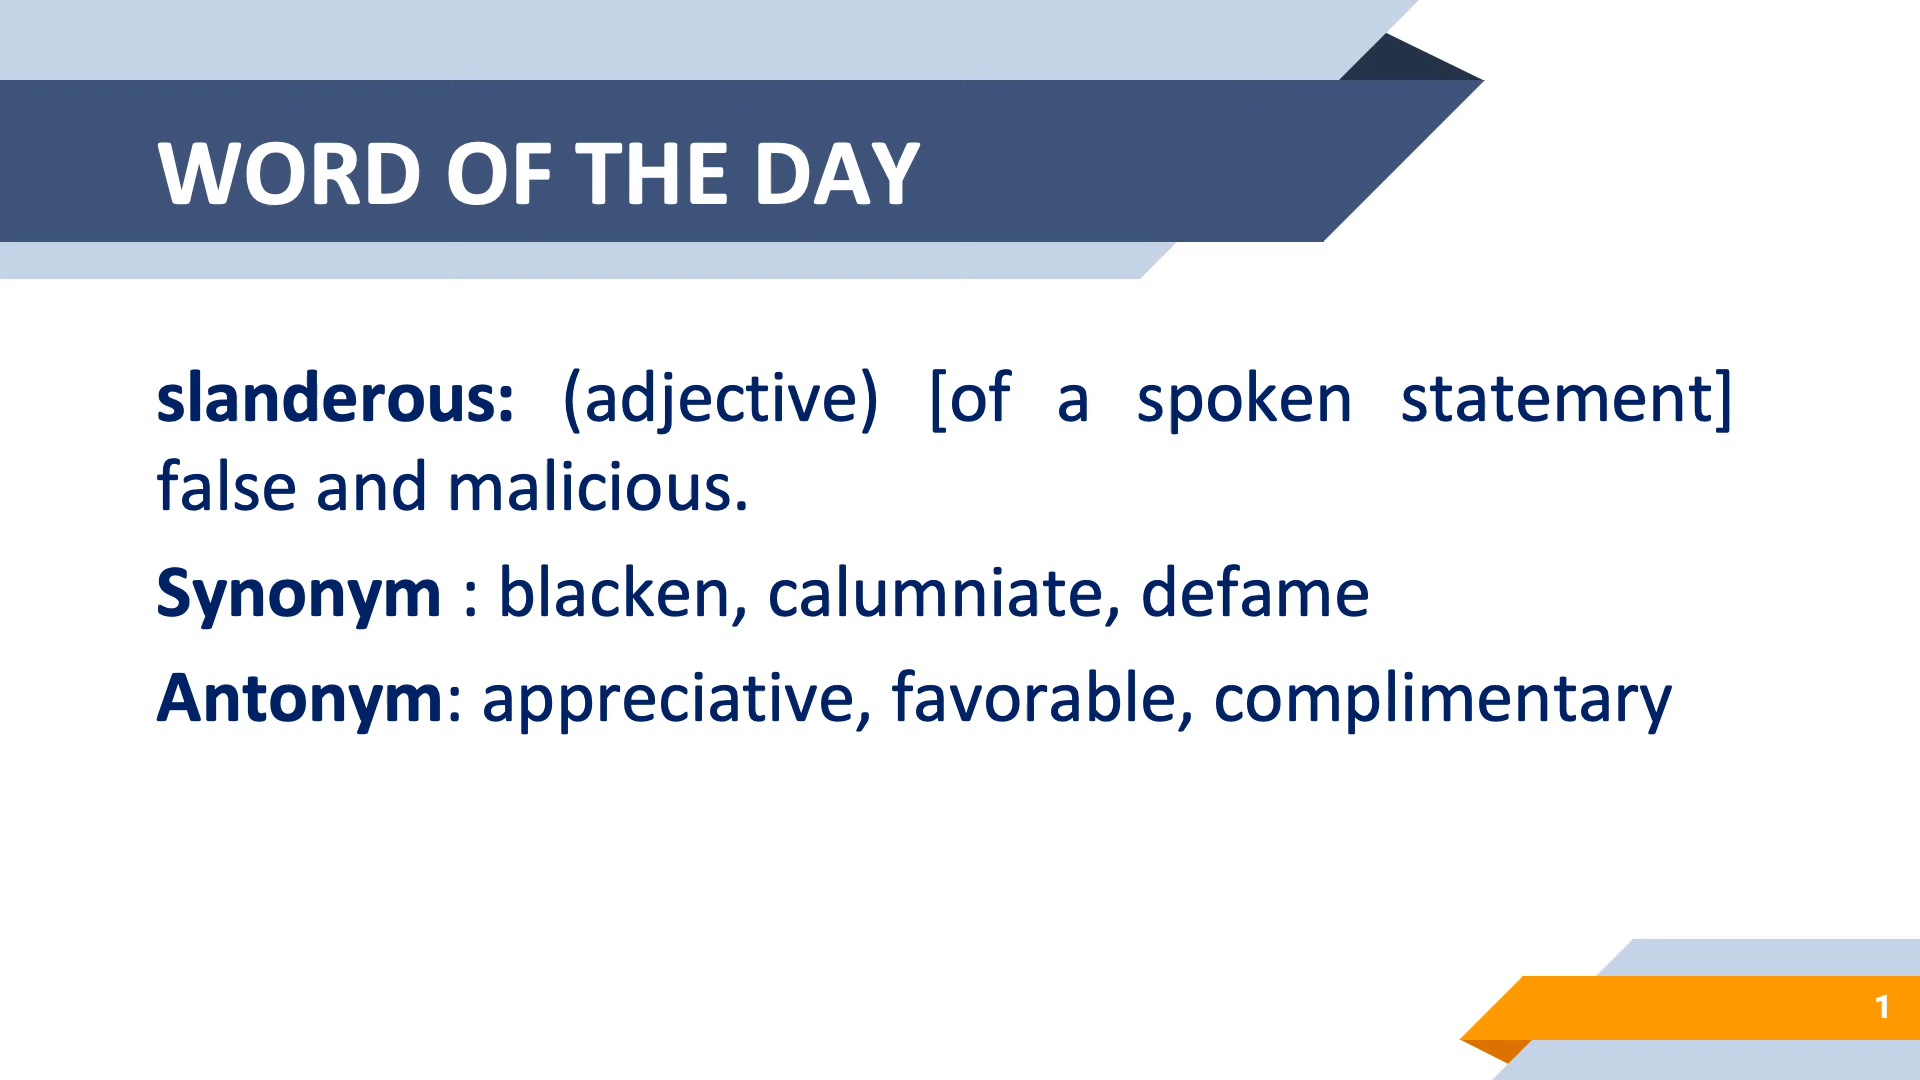 WORD OF THE DAY
slanderous: (adjective) [of a spoken statement]
false and malicious.
Synonym : blacken, calumniate, defame
Antonym: appreciative, favorable, complimentary
1